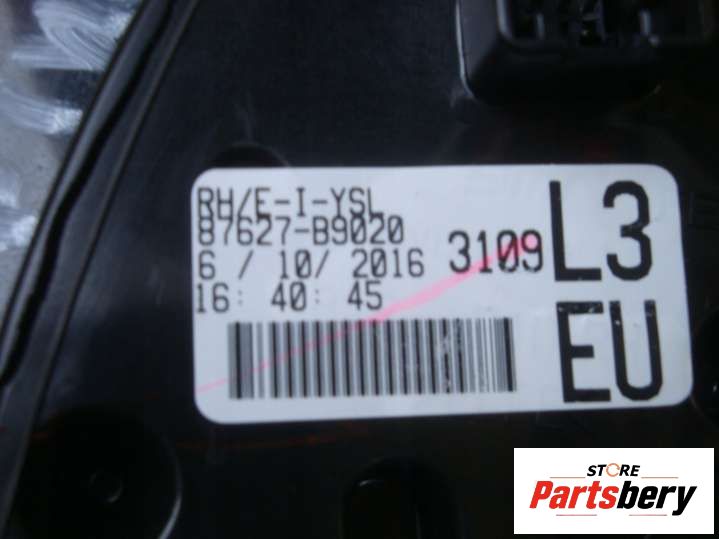 RH/E-I-YSL
87627-B9020
6 / 10/ 2016 3109 L3
16: 40: 45
EU
STORE
Partsbery